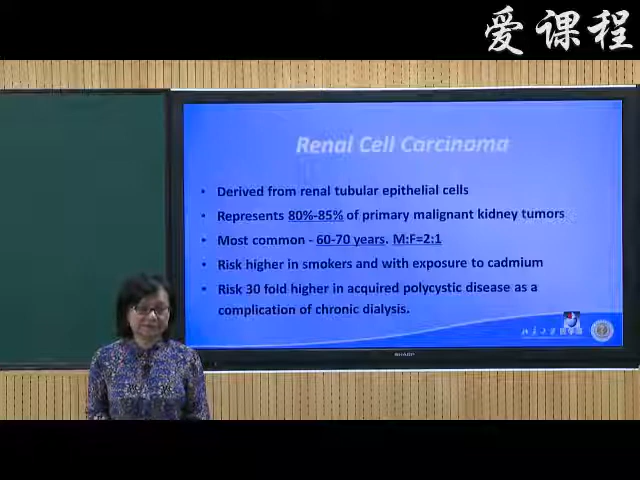 爱课程
Renal Cell Carcinoma
• Derived from renal tubular epithelial cells
• Represents 80%-85% of primary malignant kidney tumors
• Most common - 60-70 years. M:F=2:1
• Risk higher in smokers and with exposure to cadmium
• Risk 30 fold higher in acquired polycystic disease as a
complication of chronic dialysis.
SHARP